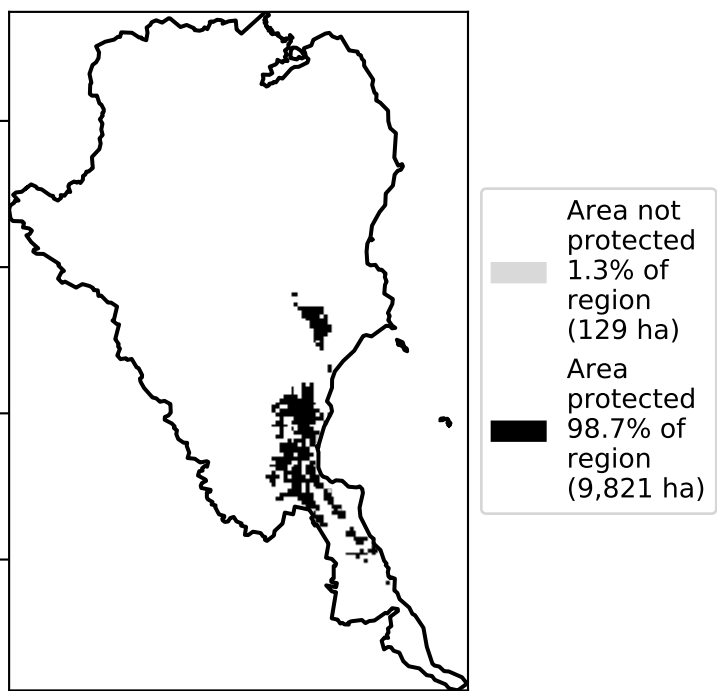 Area not
protected
1.3% of
region
(129 ha)
Area
protected
98.7% of
region
(9,821 ha)